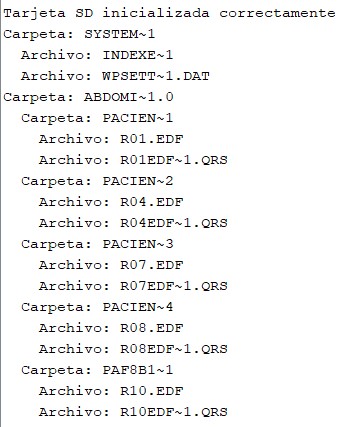 Tarjeta SD inicializada correctamente
Carpeta: SYSTEM~1
Archivo: INDEXE~1
Archivo: WPSETT~1.DAT
Carpeta: ABDOMI~1.0
Carpeta: PACIEN~1
Archivo: R01.EDF
Archivo: R01EDF~1.QRS
Carpeta: PACIEN~2
Archivo: R04.EDF
Archivo: R04EDF~1.QRS
Carpeta: PACIEN~3
Archivo: R07.EDF
Archivo: R07EDF~1.QRS
Carpeta: PACIEN~4
Archivo: R08.EDF
Archivo: R08EDF~1.QRS
Carpeta: PAF8B1~1
Archivo: R10.EDF
Archivo: R10EDF~1.QRS